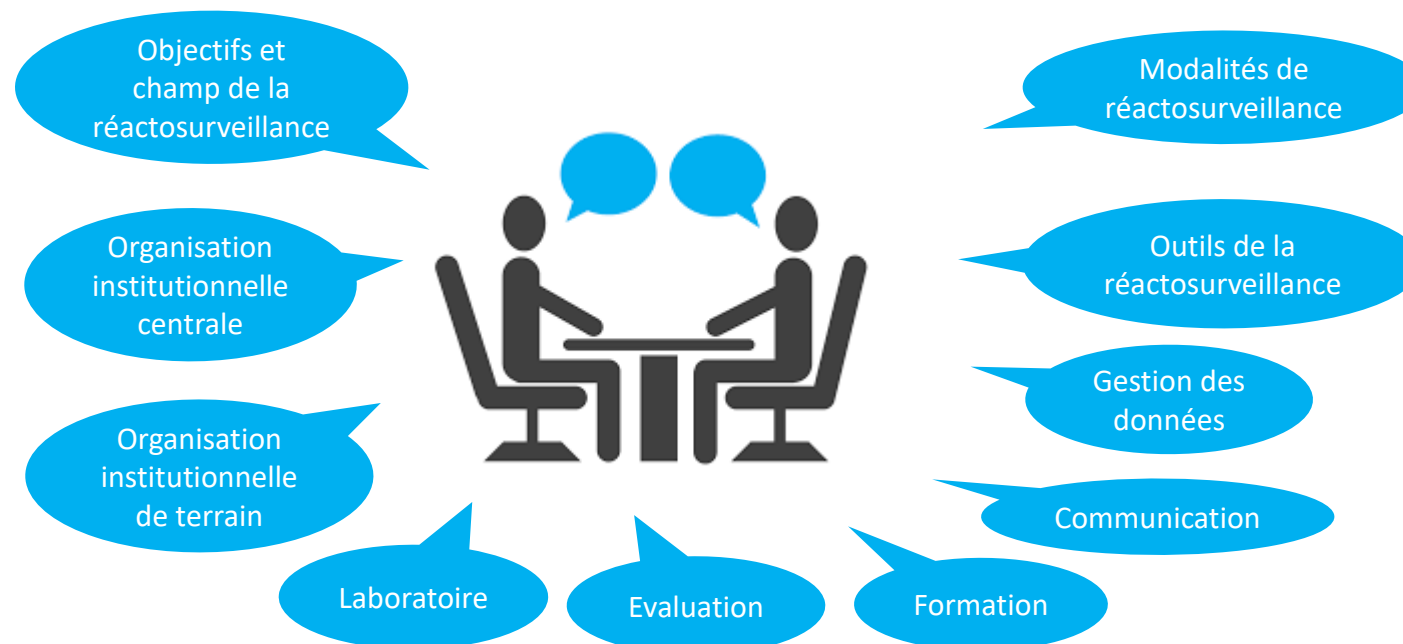 Objectifs et
champ de la
réactosurveillance
Organisation
institutionnelle
centrale
Organisation
institutionnelle
de terrain
Laboratoire
Evaluation
Formation
Communication
Gestion des
données
Outils de la
réactosurveillance
Modalités de
réactosurveillance